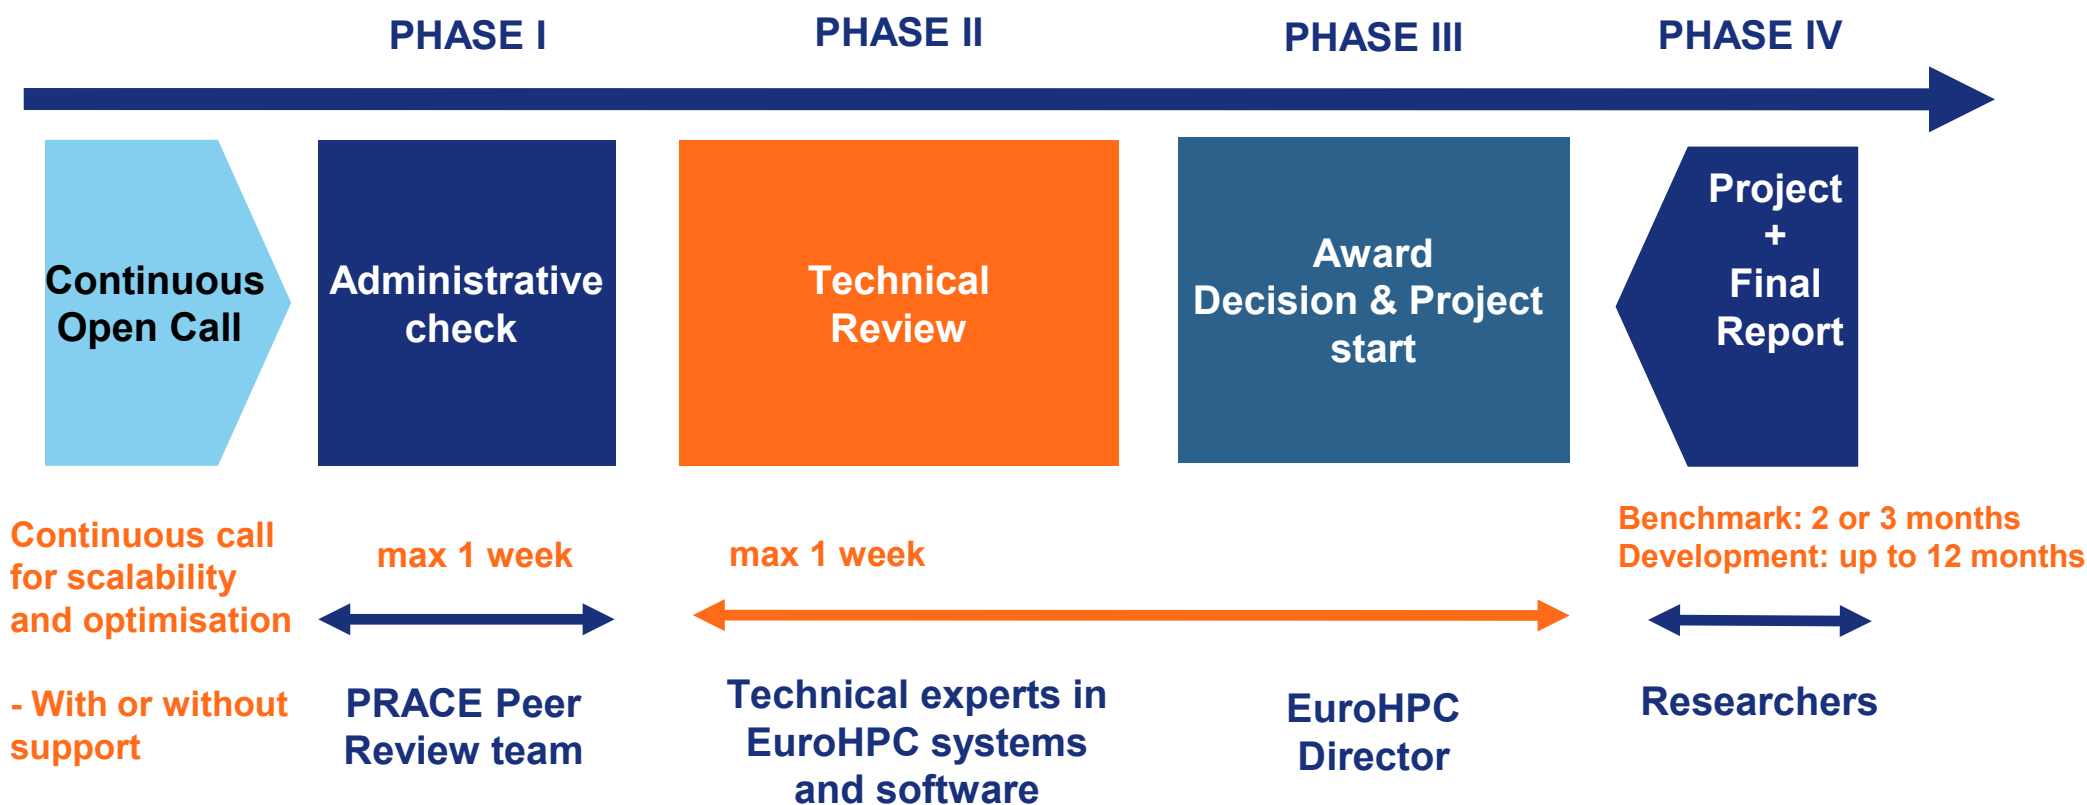 PHASE I
PHASE II
PHASE III
PHASE IV
Continuous
Open Call
Administrative
check
Technical
Review
Award
Decision & Project
start
Project
+
Final
Report
Continuous call
for scalability
and optimisation
- With or without
support
max 1 week
PRACE Peer
Review team
max 1 week
Technical experts in
EuroHPC systems
and software
EuroHPC
Director
Benchmark: 2 or 3 months
Development: up to 12 months
Researchers